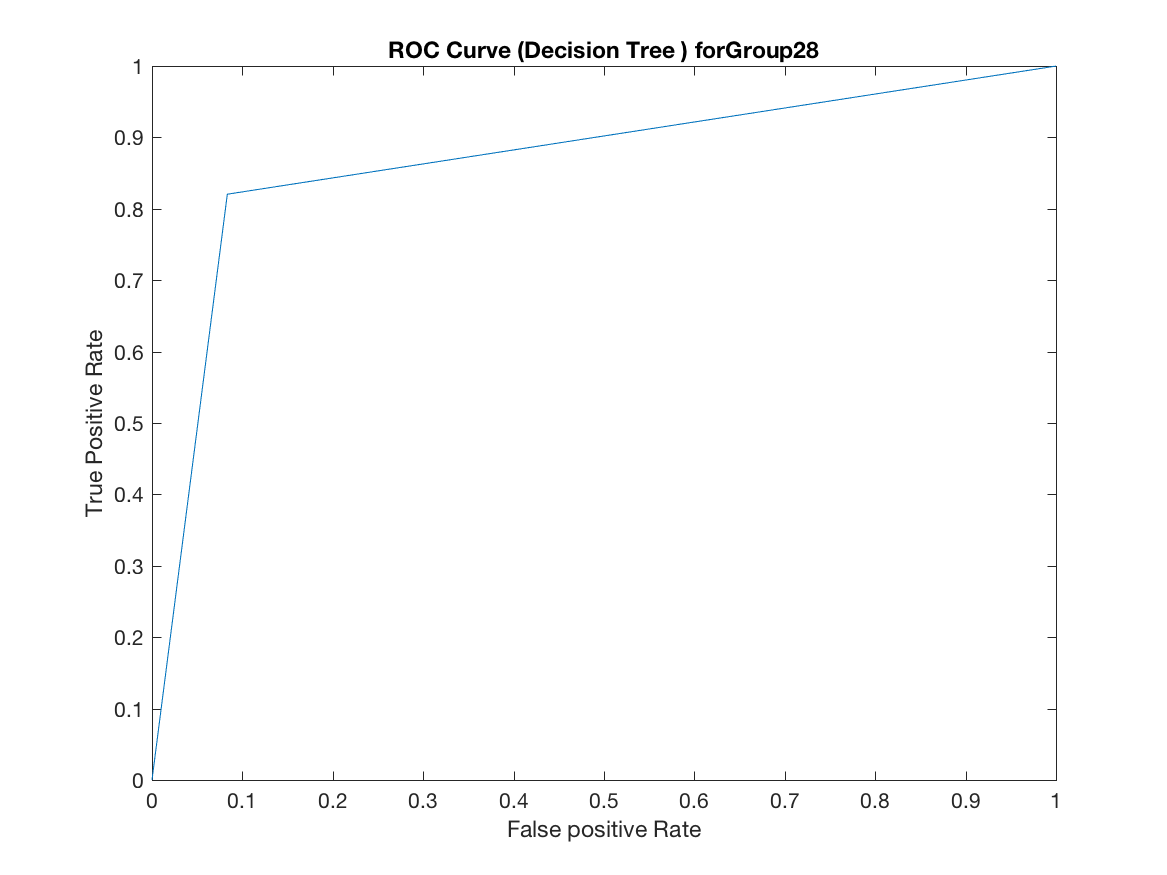 ROC Curve (Decision Tree ) forGroup28
1
0.9
0.8
0.7
0.6
0.5
0.4
0.3
0.2
0.1
0
True Positive Rate
0 0.1 0.2 0.3 0.4 0.5 0.6 0.7 0.8 0.9 1
False positive Rate